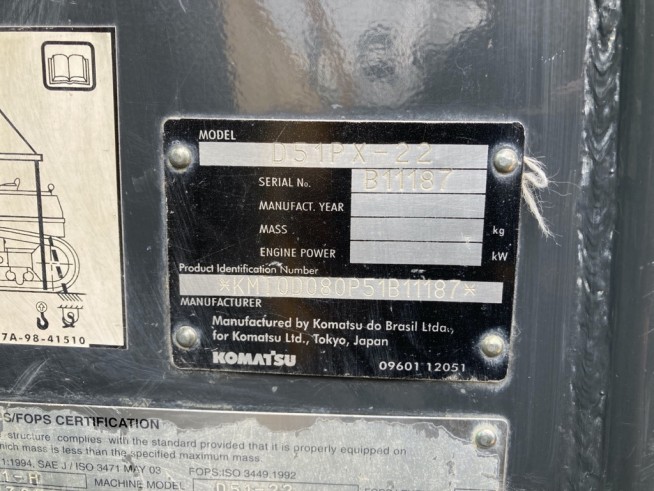 MODEL D51PX-22
SERIAL No. B11187
MANUFACT. YEAR
MASS kg
ENGINE POWER kW
Product Identification Number
*KMT0D080P51B11187*
MANUFACTURER
Manufactured by Komatsu do Brasil Ltda.,
for Komatsu Ltd., Tokyo, Japan
KOMATSU 09601 12051
7A-98-41510
S/FOPS CERTIFICATION
structure complies with the standard provided that it is properly equipped on
hich mass is less than the specified maximum mass.
1:1994, SAE J / ISO 3471 MAY 03 FOPS:ISO 3449.1992
MACHINE MODEL D51-22